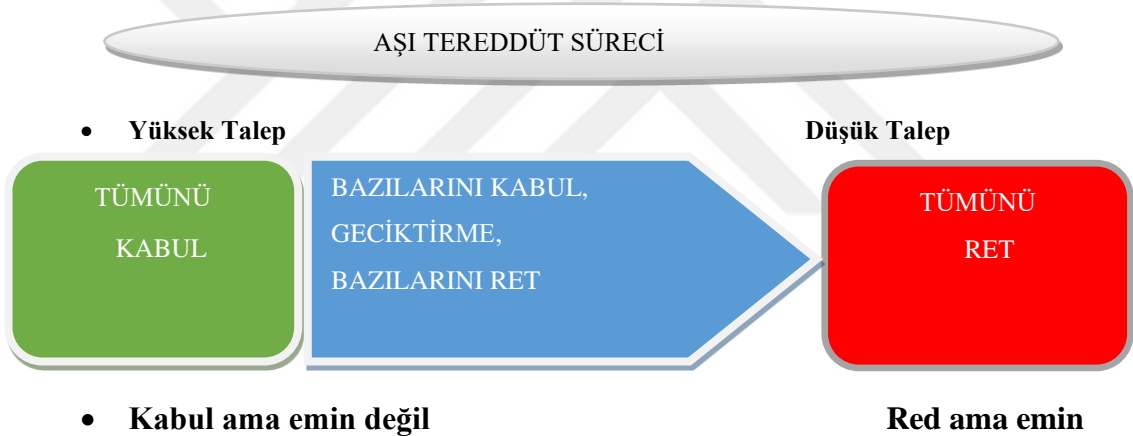 AŞI TEREDDÜT SÜRECİ
• Yüksek Talep Düşük Talep
TÜMÜNÜ
KABUL
BAZILARINI KABUL,
GECİKTİRME,
BAZILARINI RET
TÜMÜNÜ
RET
• Kabul ama emin değil Red ama emin